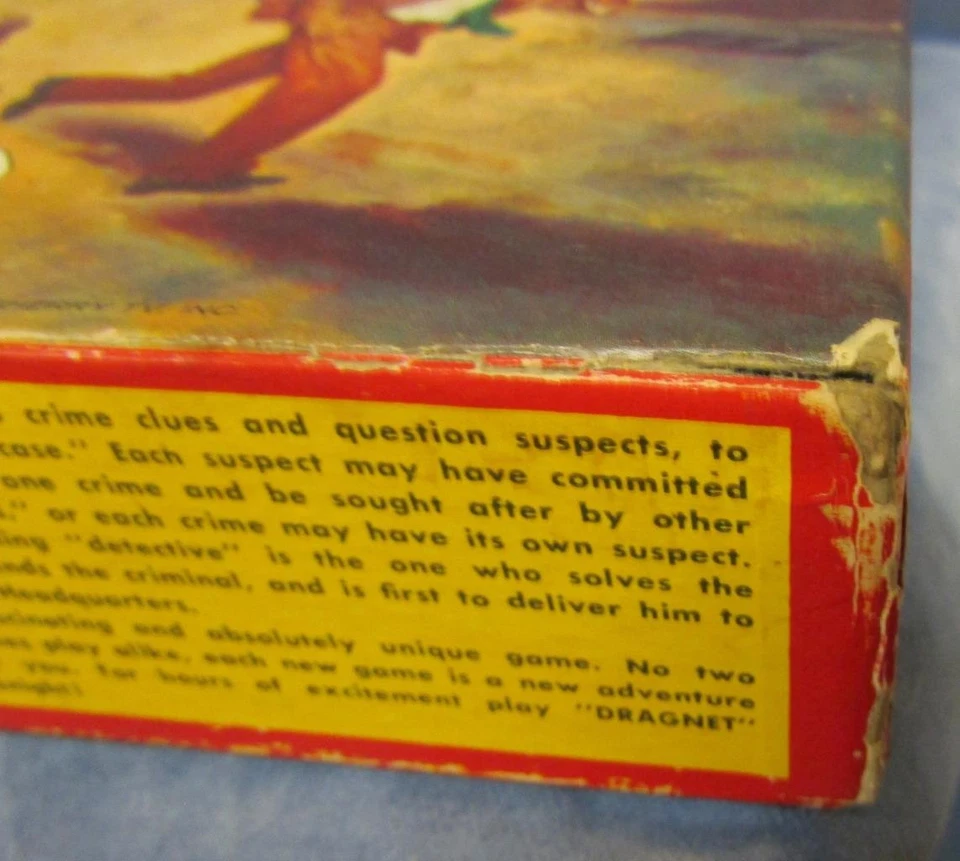 crime clues and question suspects, to
case." Each suspect may have committed
one crime and be sought after by other
or each crime may have its own suspect.
"detective" is the one who solves the
the criminal, and is first to deliver him to
Headquarters.
and absolutely unique game. No two
play alike, each new game is a new adventure
you. For hours of excitement play "DRAGNET"